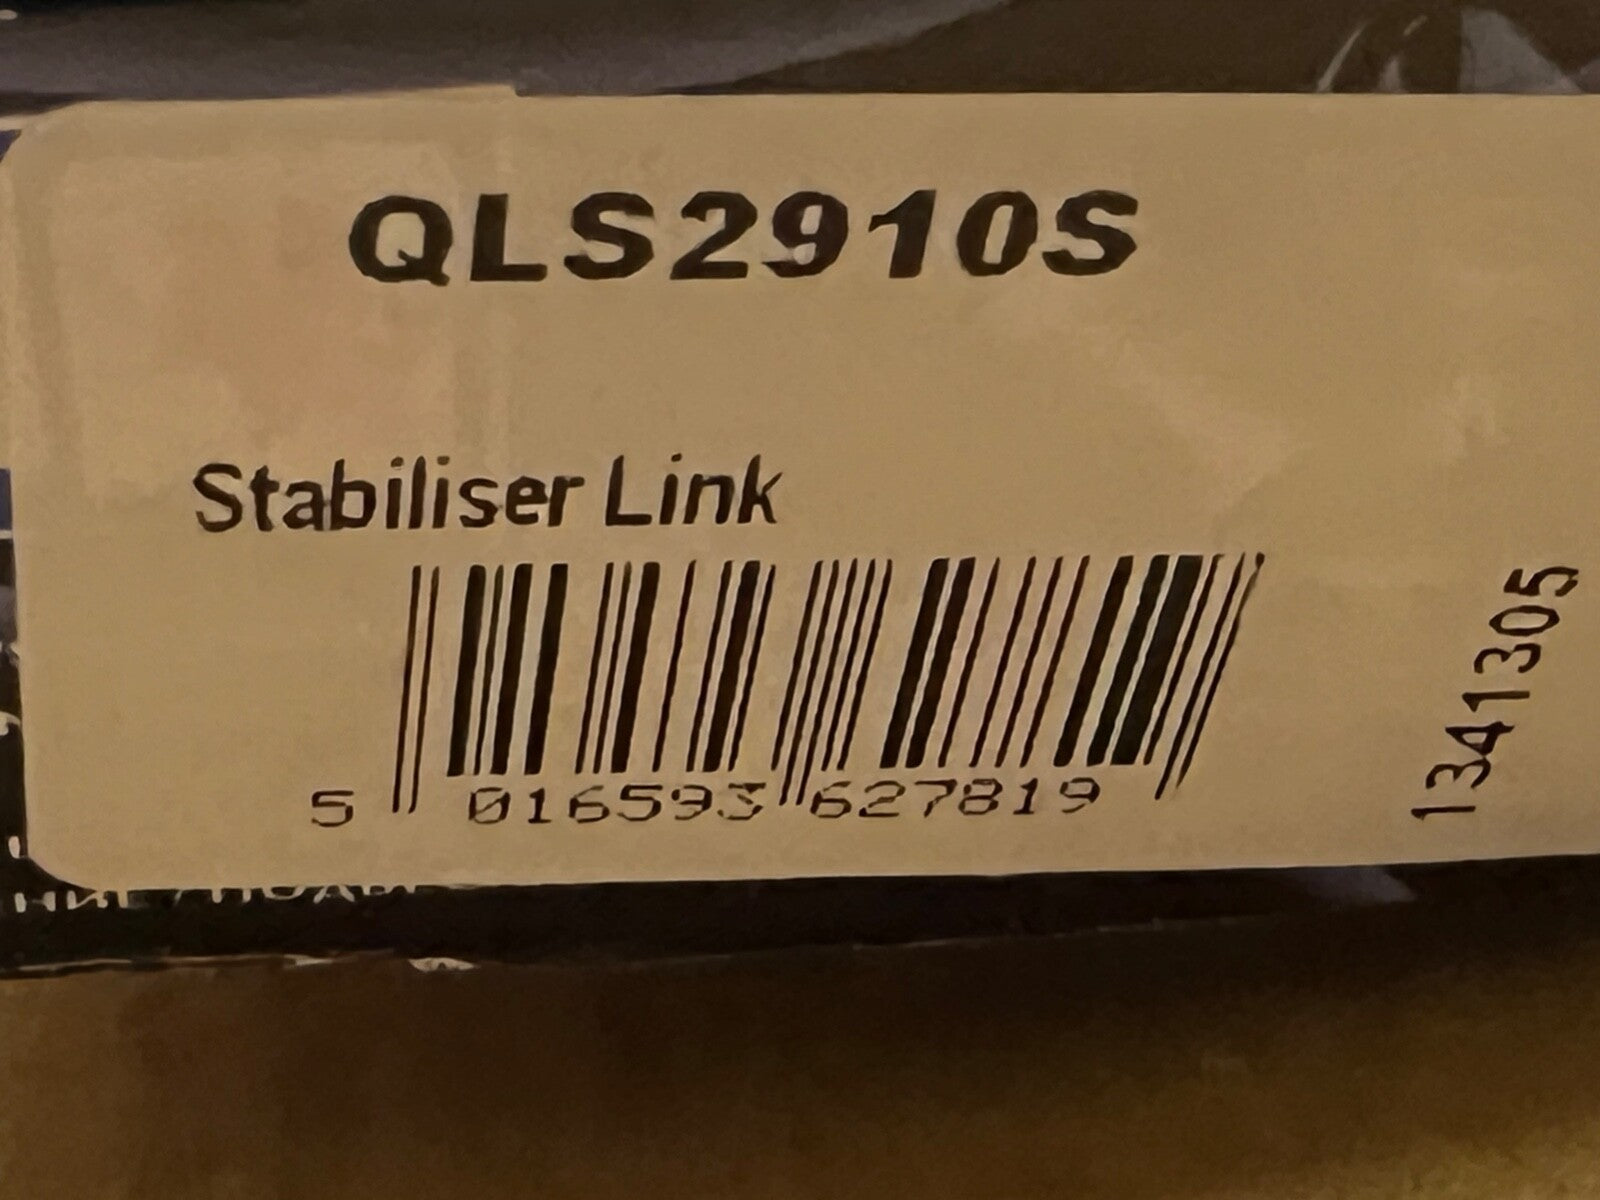 QLS2910S
Stabiliser Link
5 016593 627819
1341305